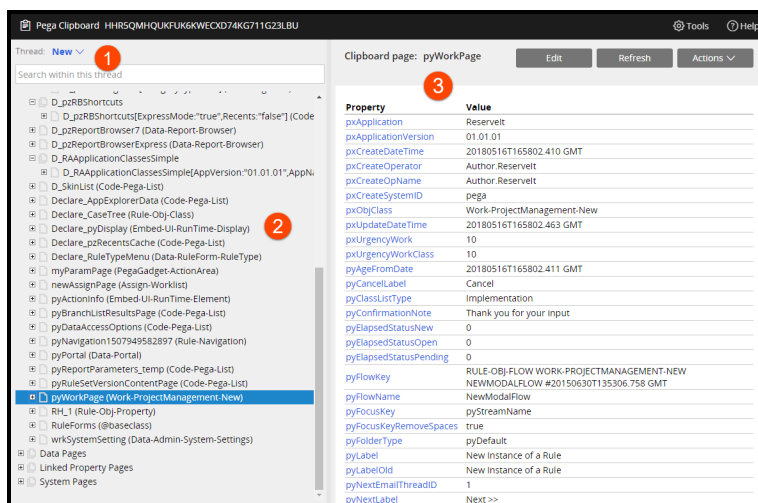 Pega Clipboard HHR5QMHQUKFUK6KWECXD74KG711G23LBU
Tools
Help
Thread: New
1
Search within this thread
D_pzRBShortcuts
D_pzRBShortcuts[ExpressMode:"true",Recents:"false"] (Code
D_pzReportBrowser7 (Data-Report-Browser)
D_pzReportBrowserExpress (Data-Report-Browser)
D_RAApplicationClassesSimple
D_RAApplicationClassesSimple[AppVersion:"01.01.01",AppNa
D_SkinList (Code-Pega-List)
Declare_AppExplorerData (Code-Pega-List)
Declare_CaseTree (Rule-Obj-Class)
Declare_pyDisplay (Embed-UI-RunTime-Display)
2
Declare_pzRecentsCache (Code-Pega-List)
Declare_RuleTypeMenu (Data-RuleForm-RuleType)
myParamPage (PegaGadget-ActionArea)
newAssignPage (Assign-Worklist)
pyActionInfo (Embed-UI-RunTime-Element)
pyBranchListResultsPage (Code-Pega-List)
pyDataAccessOptions (Code-Pega-List)
pyNavigation1507949582897 (Rule-Navigation)
pyPortal (Data-Portal)
pyReportParameters_temp (Code-Pega-List)
pyRuleSetVersionContentPage (Code-Pega-List)
pyWorkPage (Work-ProjectManagement-New)
RH_1 (Rule-Obj-Property)
RuleForms (@baseclass)
wrkSystemSetting (Data-Admin-System-Settings)
Data Pages
Linked Property Pages
System Pages
Clipboard page: pyWorkPage
Edit
Refresh
Actions
3
Property Value
pxApplication ReserveIt
pxApplicationVersion 01.01.01
pxCreateDateTime 20180516T165802.410 GMT
pxCreateOperator Author.ReserveIt
pxCreateOpName Author.ReserveIt
pxCreateSystemID pega
pxObjClass Work-ProjectManagement-New
pxUpdateDateTime 20180516T165802.463 GMT
pxUrgencyWork 10
pxUrgencyWorkClass 10
pyAgeFromDate 20180516T165802.411 GMT
pyCancelLabel Cancel
pyClassListType Implementation
pyConfirmationNote Thank you for your input
pyElapsedStatusNew 0
pyElapsedStatusOpen 0
pyElapsedStatusPending 0
pyFlowKey RULE-OBJ-FLOW WORK-PROJECTMANAGEMENT-NEW
NEWMODALFLOW #20150630T135306.758 GMT
pyFlowName NewModalFlow
pyFocusKey pyStreamName
pyFocusKeyRemoveSpaces true
pyFolderType pyDefault
pyLabel New Instance of a Rule
pyLabelOld New Instance of a Rule
pyNextEmailThreadID 1
pyNextLabel Next >>